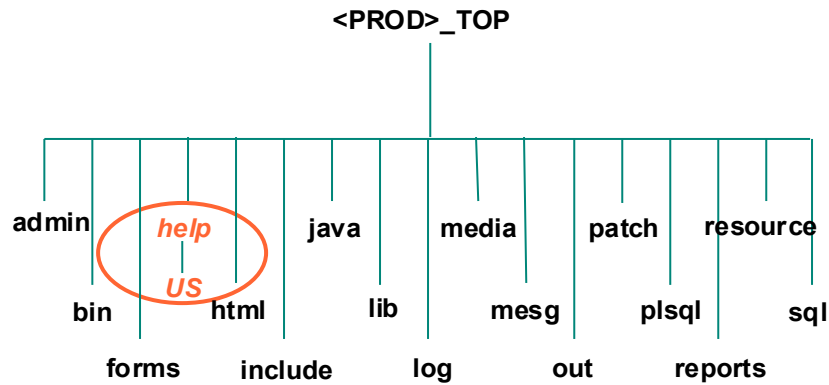 <PROD>_TOP
admin help java media patch resource
bin US html lib mesg plsql sql
forms include log out reports